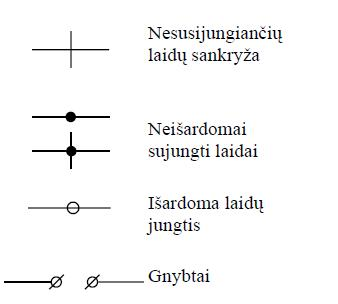 Nesusijungiančių
laidų sankryža
Neišardomai
sujungti laidai
Išardoma laidų
jungtis
Gnybtai